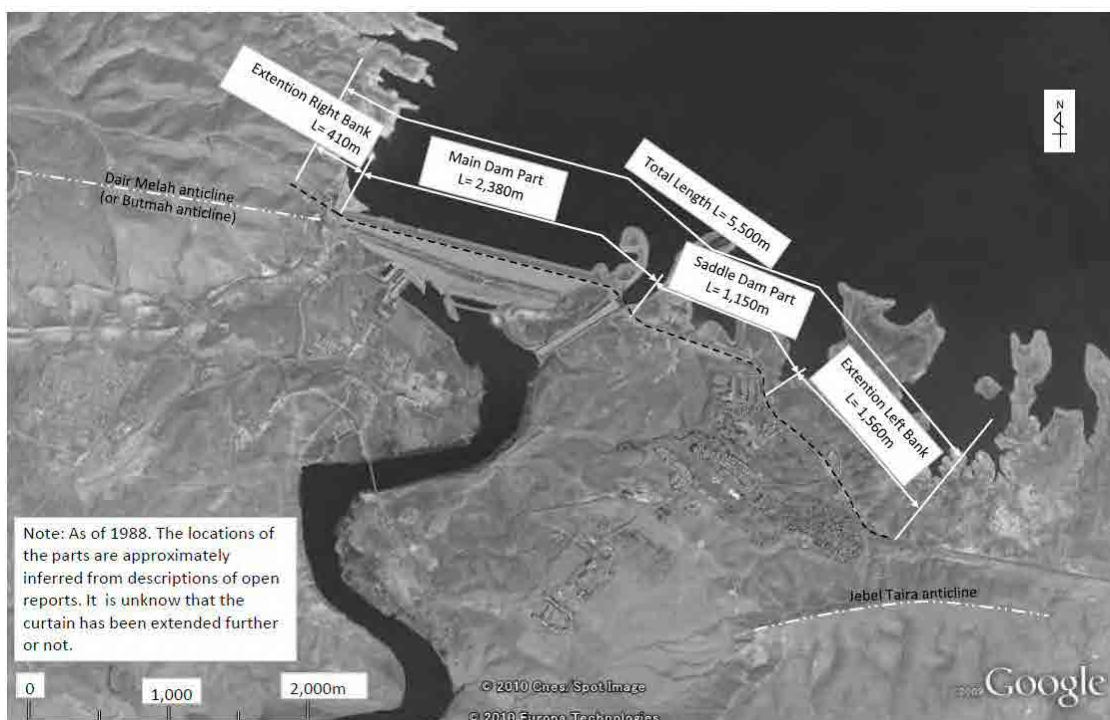 Extention Right Bank
L= 410m
Main Dam Part
L= 2,380m
Total Length L= 5,500m
N
Dair Melah anticline
(or Butmah anticline)
Saddle Dam Part
L= 1,150m
Extention Left Bank
L= 1,560m
Note: As of 1988. The locations of
the parts are approximately
inferred from descriptions of open
reports. It is unknow that the
curtain has been extended further
or not.
Jebel Taira anticline
0
1,000
2,000m
© 2010 Cnes/Spot Image
© 2010 Europa Technologies
©2009 Google